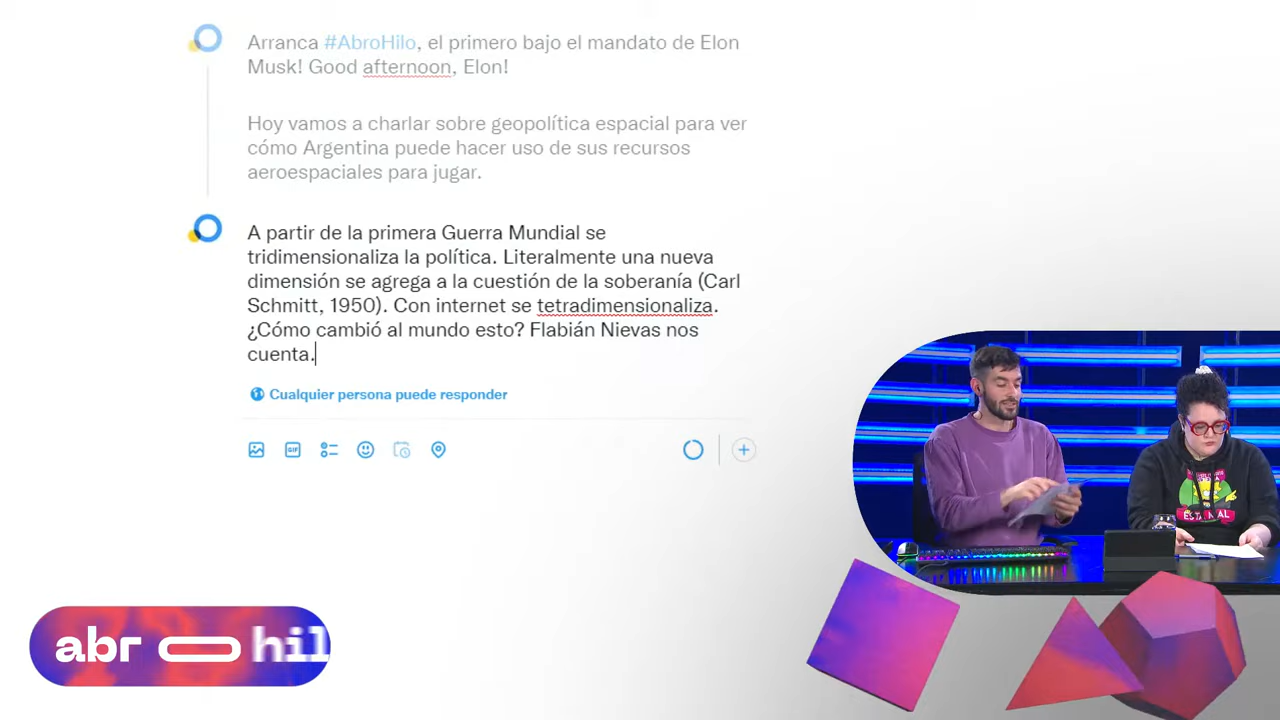 Arranca #AbroHilo, el primero bajo el mandato de Elon
Musk! Good afternoon, Elon!
Hoy vamos a charlar sobre geopolítica espacial para ver
cómo Argentina puede hacer uso de sus recursos
aeroespaciales para jugar.
A partir de la primera Guerra Mundial se
tridimensionaliza la política. Literalmente una nueva
dimensión se agrega a la cuestión de la soberanía (Carl
Schmitt, 1950). Con internet se tetradimensionaliza.
¿Cómo cambió al mundo esto? Flabián Nievas nos
cuenta.
Cualquier persona puede responder
GIF
ESTA MAL
abr hil